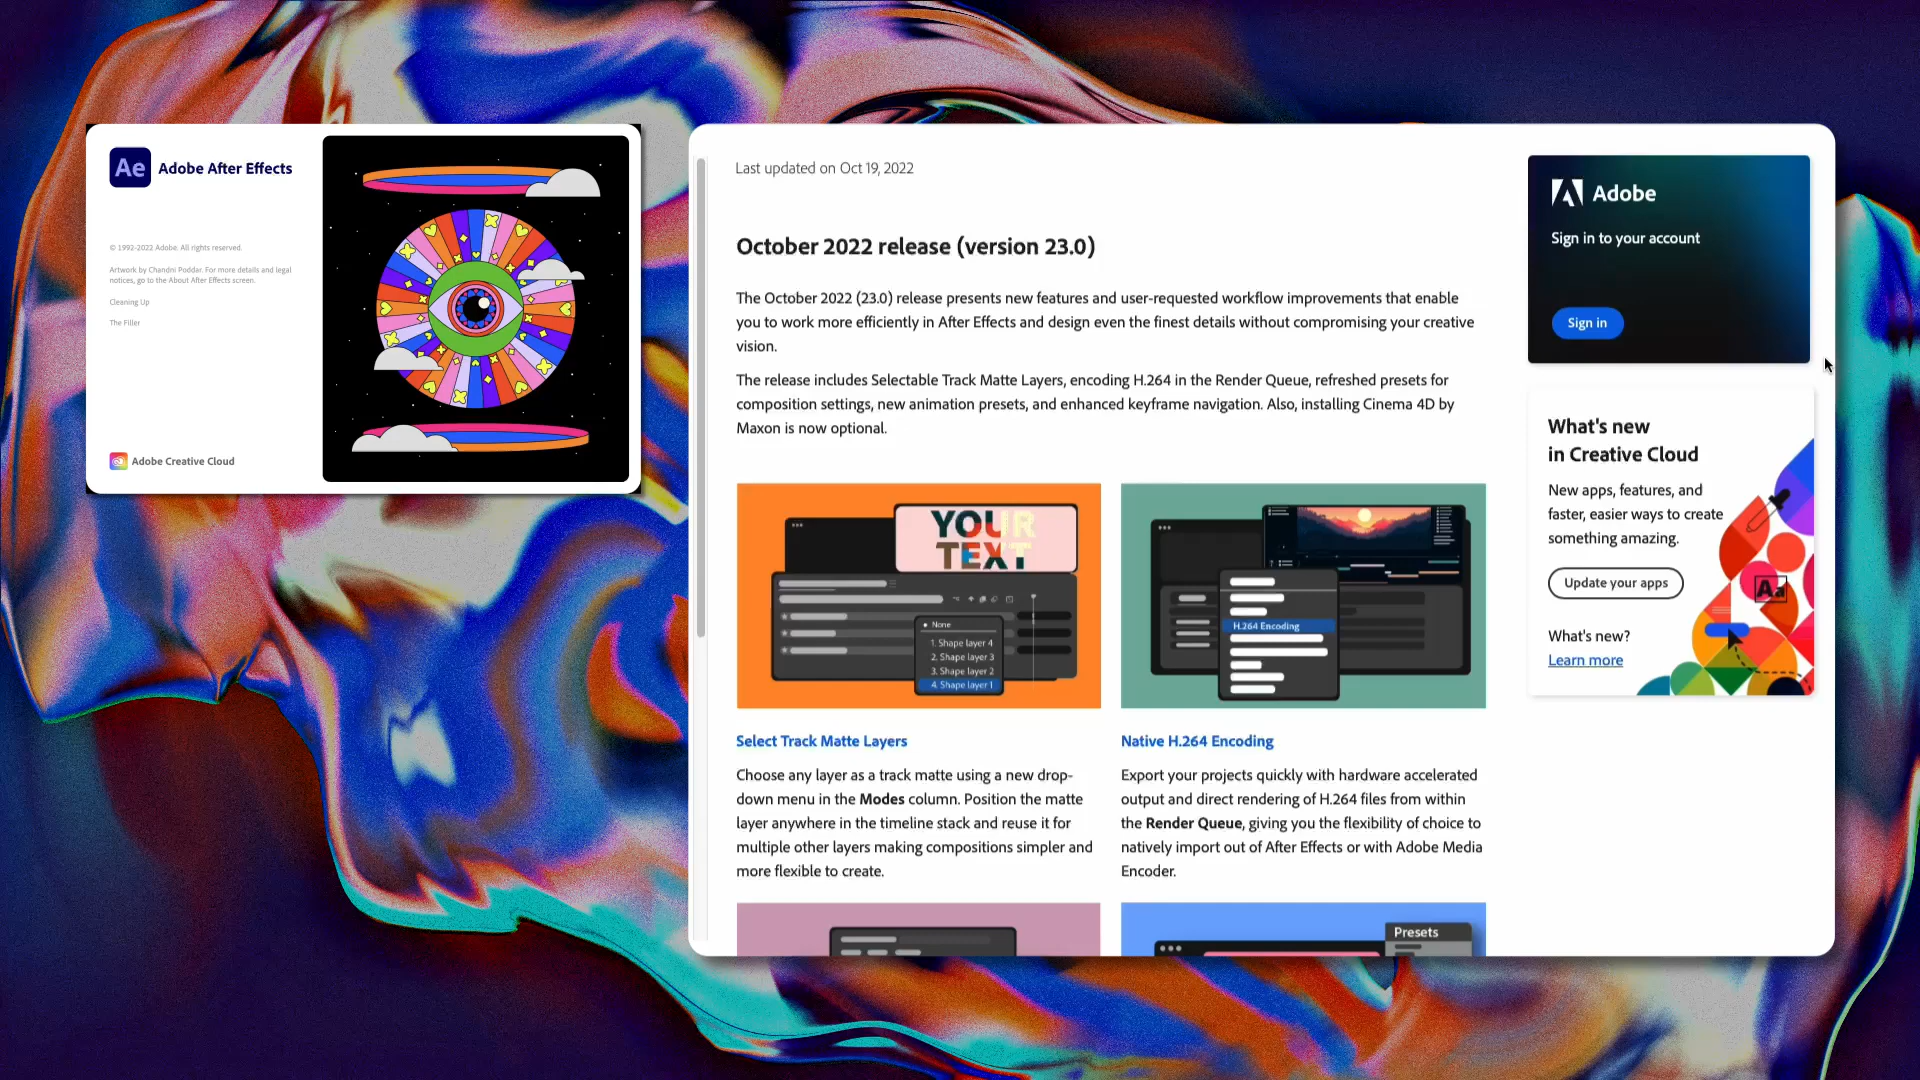 Ae Adobe After Effects
© 1992-2022 Adobe. All rights reserved.
Artwork by Chandni Poddar. For more details and legal
notices, go to the About After Effects screen.
Cleaning Up
The Filler
Adobe Creative Cloud
Last updated on Oct 19, 2022
October 2022 release (version 23.0)
The October 2022 (23.0) release presents new features and user-requested workflow improvements that enable
you to work more efficiently in After Effects and design even the finest details without compromising your creative
vision.
The release includes Selectable Track Matte Layers, encoding H.264 in the Render Queue, refreshed presets for
composition settings, new animation presets, and enhanced keyframe navigation. Also, installing Cinema 4D by
Maxon is now optional.
YOUR
TEXT
None
1. Shape layer 4
2. Shape layer 3
3. Shape layer 2
4. Shape layer 1
H.264 Encoding
Select Track Matte Layers
Choose any layer as a track matte using a new drop-
down menu in the Modes column. Position the matte
layer anywhere in the timeline stack and reuse it for
multiple other layers making compositions simpler and
more flexible to create.
Native H.264 Encoding
Export your projects quickly with hardware accelerated
output and direct rendering of H.264 files from within
the Render Queue, giving you the flexibility of choice to
natively import out of After Effects or with Adobe Media
Encoder.
Presets
Adobe
Sign in to your account
Sign in
What's new
in Creative Cloud
New apps, features, and
faster, easier ways to create
something amazing.
Update your apps
Aa
What's new?
Learn more